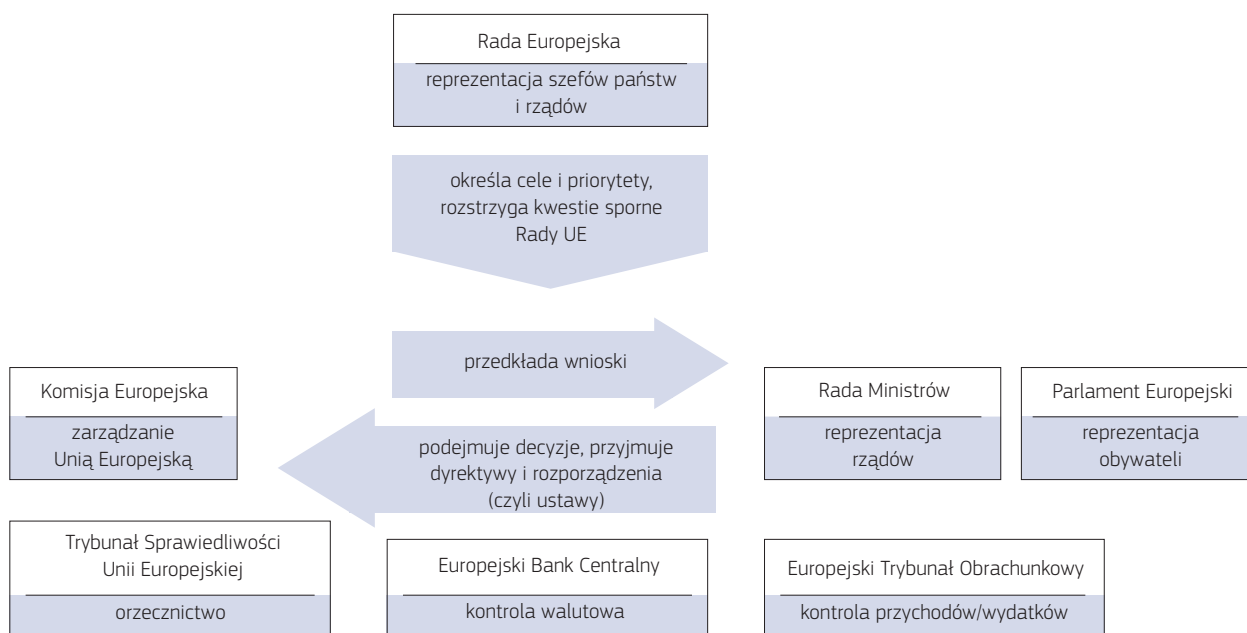 Rada Europejska
reprezentacja szefów państw
i rządów
określa cele i priorytety,
rozstrzyga kwestie sporne
Rady UE
przedkłada wnioski
Komisja Europejska
zarządzanie
Unią Europejską
podejmuje decyzje, przyjmuje
dyrektywy i rozporządzenia
(czyli ustawy)
Rada Ministrów
reprezentacja
rządów
Parlament Europejski
reprezentacja
obywateli
Trybunał Sprawiedliwości
Unii Europejskiej
orzecznictwo
Europejski Bank Centralny
kontrola walutowa
Europejski Trybunał Obrachunkowy
kontrola przychodów/wydatków